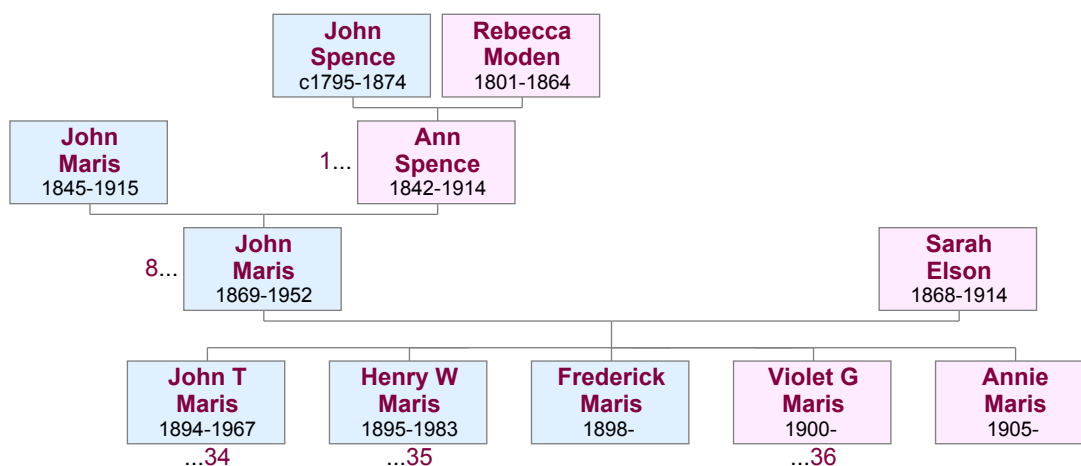 John
Spence
c1795-1874
Rebecca
Moden
1801-1864
John
Maris
1845-1915
1...
Ann
Spence
1842-1914
8...
John
Maris
1869-1952
Sarah
Elson
1868-1914
John T
Maris
1894-1967
...34
Henry W
Maris
1895-1983
...35
Frederick
Maris
1898-
Violet G
Maris
1900-
...36
Annie
Maris
1905-